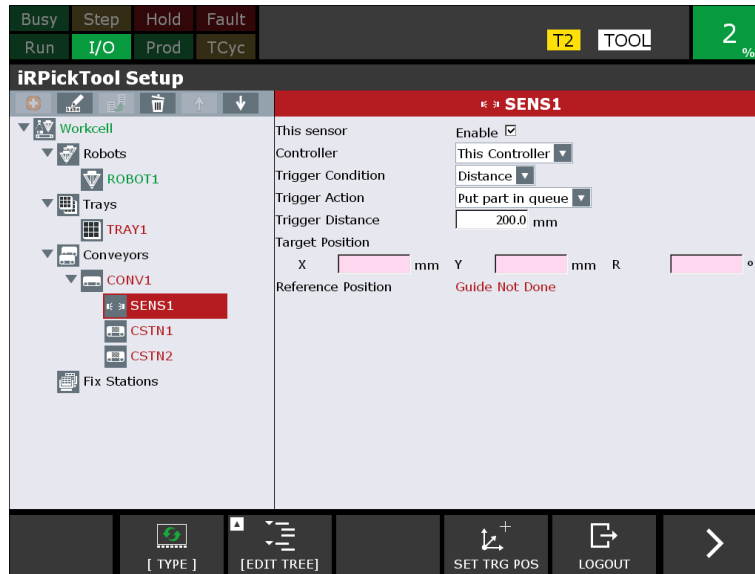 Busy Step Hold Fault
Run I/O Prod TCyc
T2 TOOL
2 %
iRPickTool Setup
SENS1
Workcell
Robots
ROBOT1
Trays
TRAY1
Conveyors
CONV1
SENS1
CSTN1
CSTN2
Fix Stations
This sensor Enable
Controller This Controller
Trigger Condition Distance
Trigger Action Put part in queue
Trigger Distance 200.0 mm
Target Position
X mm Y mm R °
Reference Position Guide Not Done
[ TYPE ] [EDIT TREE] SET TRG POS LOGOUT